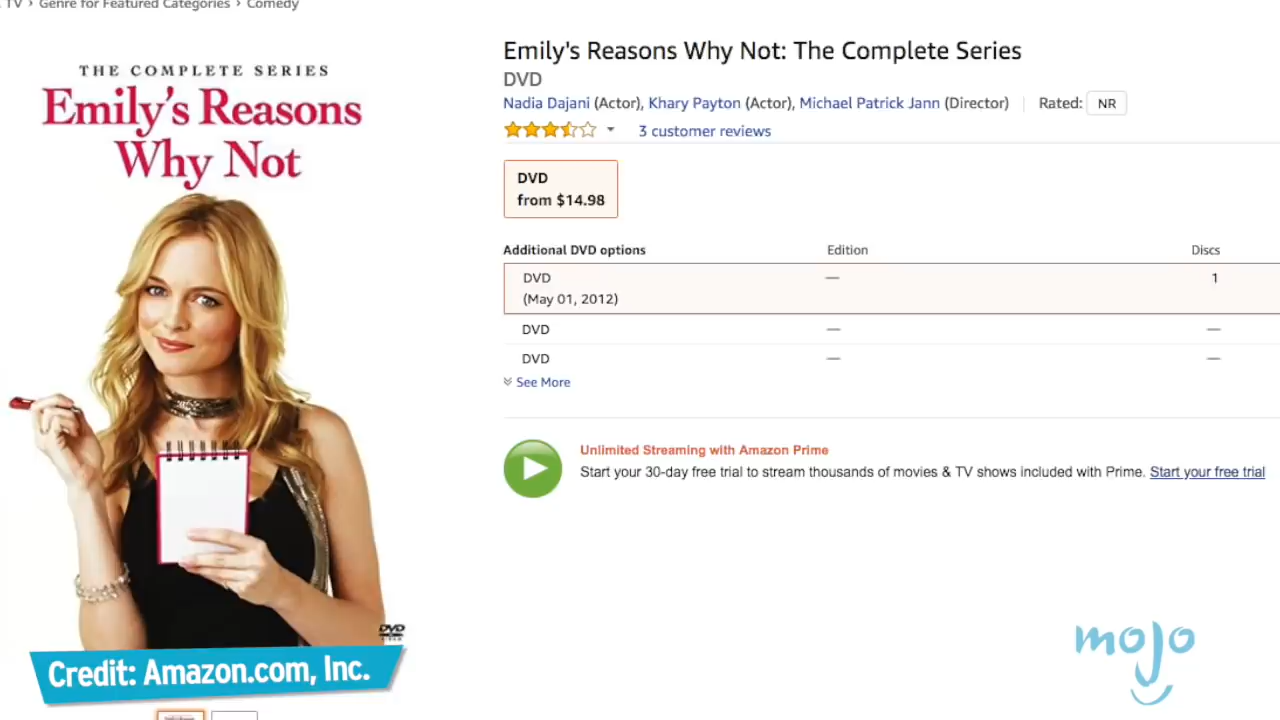 TV › Genre for Featured Categories › Comedy
THE COMPLETE SERIES
Emily's Reasons
Why Not
DVD
VIDEO
Credit: Amazon.com, Inc.
Emily's Reasons Why Not: The Complete Series
DVD
Nadia Dajani (Actor), Khary Payton (Actor), Michael Patrick Jann (Director) Rated: NR
3 customer reviews
DVD
from $14.98
Additional DVD options Edition Discs
DVD — 1
(May 01, 2012)
DVD — —
DVD — —
See More
Unlimited Streaming with Amazon Prime
Start your 30-day free trial to stream thousands of movies & TV shows included with Prime. Start your free trial
mojo